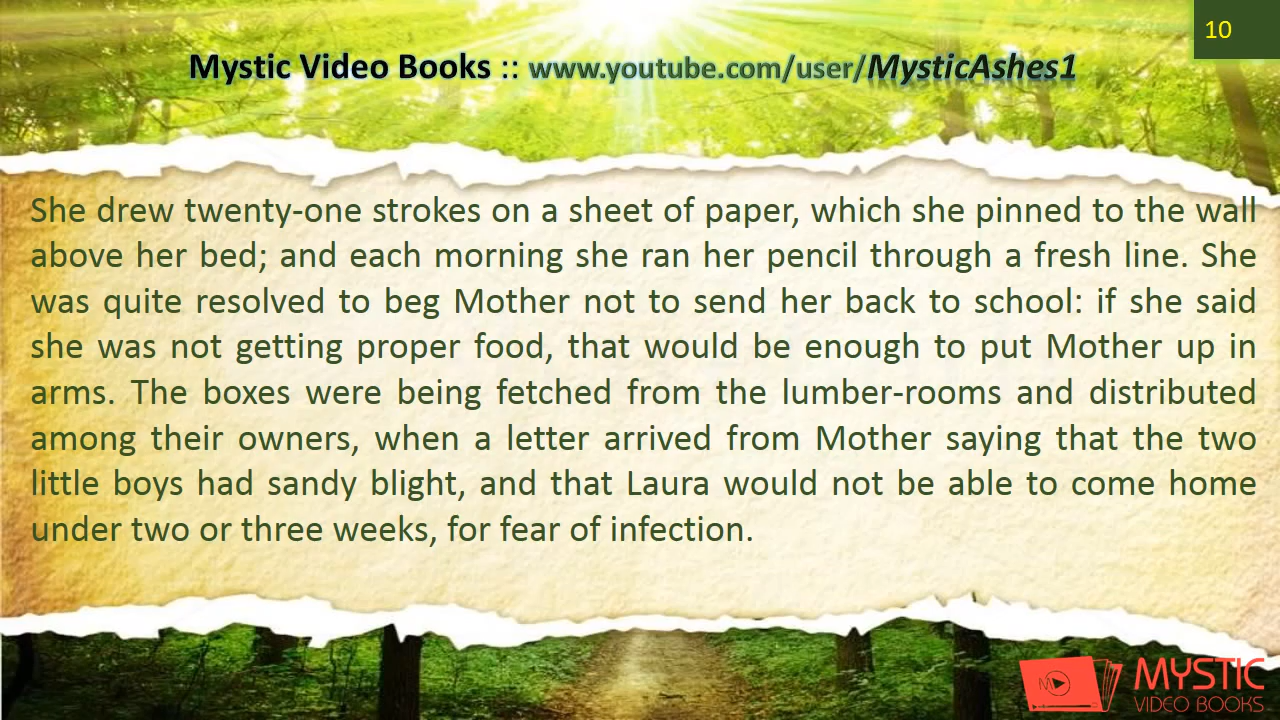 10
Mystic Video Books :: www.youtube.com/user/MysticAshes1
She drew twenty-one strokes on a sheet of paper, which she pinned to the wall
above her bed; and each morning she ran her pencil through a fresh line. She
was quite resolved to beg Mother not to send her back to school: if she said
she was not getting proper food, that would be enough to put Mother up in
arms. The boxes were being fetched from the lumber-rooms and distributed
among their owners, when a letter arrived from Mother saying that the two
little boys had sandy blight, and that Laura would not be able to come home
under two or three weeks, for fear of infection.
MYSTIC
VIDEO BOOKS